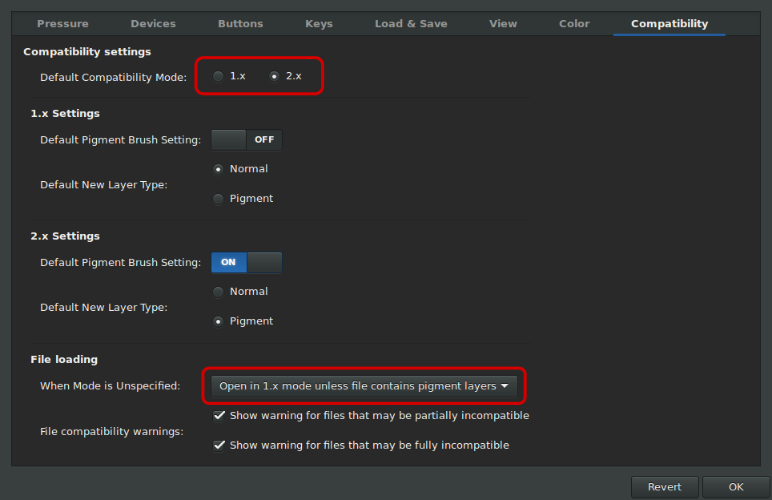 Pressure Devices Buttons Keys Load & Save View Color Compatibility
Compatibility settings
Default Compatibility Mode: 1.x 2.x
1.x Settings
Default Pigment Brush Setting: OFF
Normal
Default New Layer Type:
Pigment
2.x Settings
Default Pigment Brush Setting: ON
Normal
Default New Layer Type:
Pigment
File loading
When Mode is Unspecified: Open in 1.x mode unless file contains pigment layers
Show warning for files that may be partially incompatible
File compatibility warnings:
Show warning for files that may be fully incompatible
Revert OK